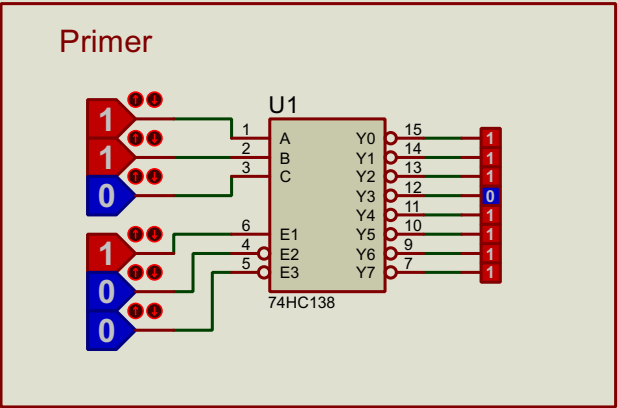 Primer
U1
1
1
0
1
0
0
1 A
2 B
3 C
6 E1
4 E2
5 E3
Y0 15 1
Y1 14 1
Y2 13 1
Y3 12 0
Y4 11 1
Y5 10 1
Y6 9 1
Y7 7 1
74HC138